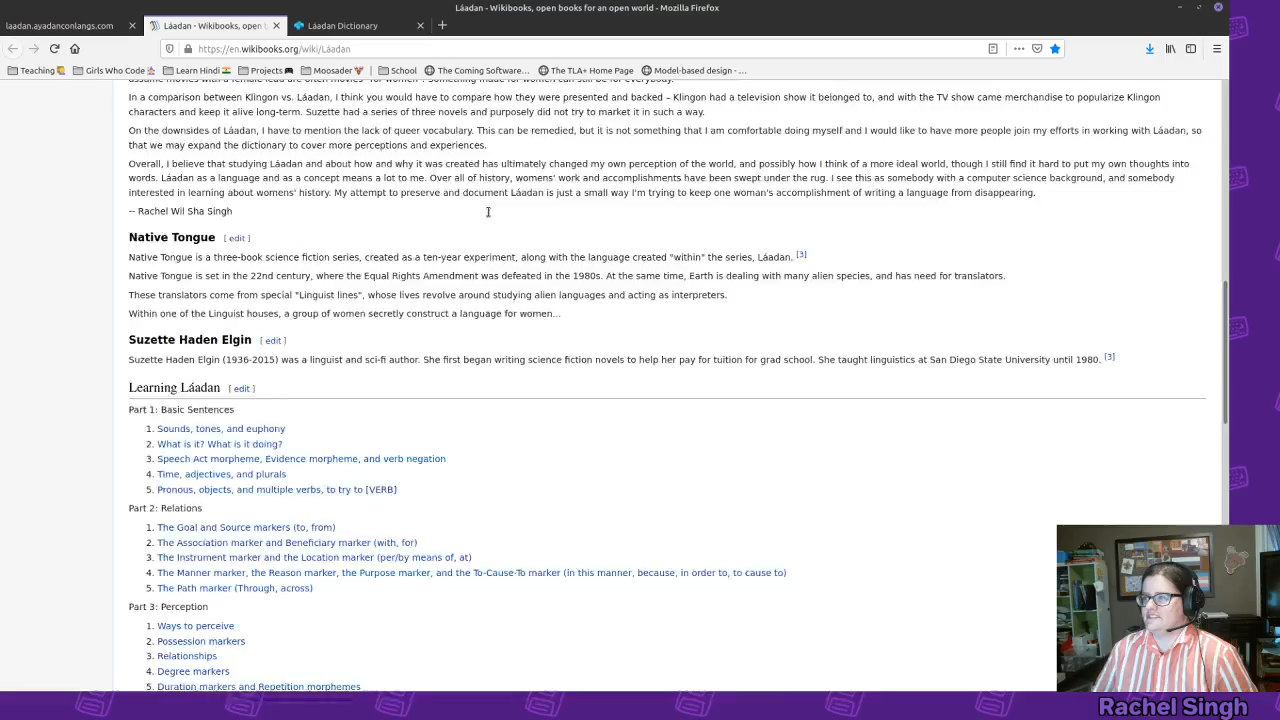 Láadan - Wikibooks, open books for an open world - Mozilla Firefox
laadan.ayadanconlangs.com
Láadan - Wikibooks, open b
Láadan Dictionary
https://en.wikibooks.org/wiki/Láadan
Teaching
Girls Who Code
Learn Hindi
Projects
Moosader
School
The Coming Software...
The TLA+ Home Page
Model-based design - ...
In a comparison between Klingon vs. Láadan, I think you would have to compare how they were presented and backed – Klingon had a television show it belonged to, and with the TV show came merchandise to popularize Klingon
characters and keep it alive long-term. Suzette had a series of three novels and purposely did not try to market it in such a way.
On the downsides of Láadan, I have to mention the lack of queer vocabulary. This can be remedied, but it is not something that I am comfortable doing myself and I would like to have more people join my efforts in working with Láadan, so
that we may expand the dictionary to cover more perceptions and experiences.
Overall, I believe that studying Láadan and about how and why it was created has ultimately changed my own perception of the world, and possibly how I think of a more ideal world, though I still find it hard to put my own thoughts into
words. Láadan as a language and as a concept means a lot to me. Over all of history, womens' work and accomplishments have been swept under the rug. I see this as somebody with a computer science background, and somebody
interested in learning about womens' history. My attempt to preserve and document Láadan is just a small way I'm trying to keep one woman's accomplishment of writing a language from disappearing.
-- Rachel Wil Sha Singh
Native Tongue [ edit ]
Native Tongue is a three-book science fiction series, created as a ten-year experiment, along with the language created "within" the series, Láadan. [3]
Native Tongue is set in the 22nd century, where the Equal Rights Amendment was defeated in the 1980s. At the same time, Earth is dealing with many alien species, and has need for translators.
These translators come from special "Linguist lines", whose lives revolve around studying alien languages and acting as interpreters.
Within one of the Linguist houses, a group of women secretly construct a language for women...
Suzette Haden Elgin [ edit ]
Suzette Haden Elgin (1936-2015) was a linguist and sci-fi author. She first began writing science fiction novels to help her pay for tuition for grad school. She taught linguistics at San Diego State University until 1980. [3]
Learning Láadan [ edit ]
Part 1: Basic Sentences
1. Sounds, tones, and euphony
2. What is it? What is it doing?
3. Speech Act morpheme, Evidence morpheme, and verb negation
4. Time, adjectives, and plurals
5. Pronous, objects, and multiple verbs, to try to [VERB]
Part 2: Relations
1. The Goal and Source markers (to, from)
2. The Association marker and Beneficiary marker (with, for)
3. The Instrument marker and the Location marker (per/by means of, at)
4. The Manner marker, the Reason marker, the Purpose marker, and the To-Cause-To marker (in this manner, because, in order to, to cause to)
5. The Path marker (Through, across)
Part 3: Perception
1. Ways to perceive
2. Possession markers
3. Relationships
4. Degree markers
5. Duration markers and Repetition morphemes
Rachel Singh